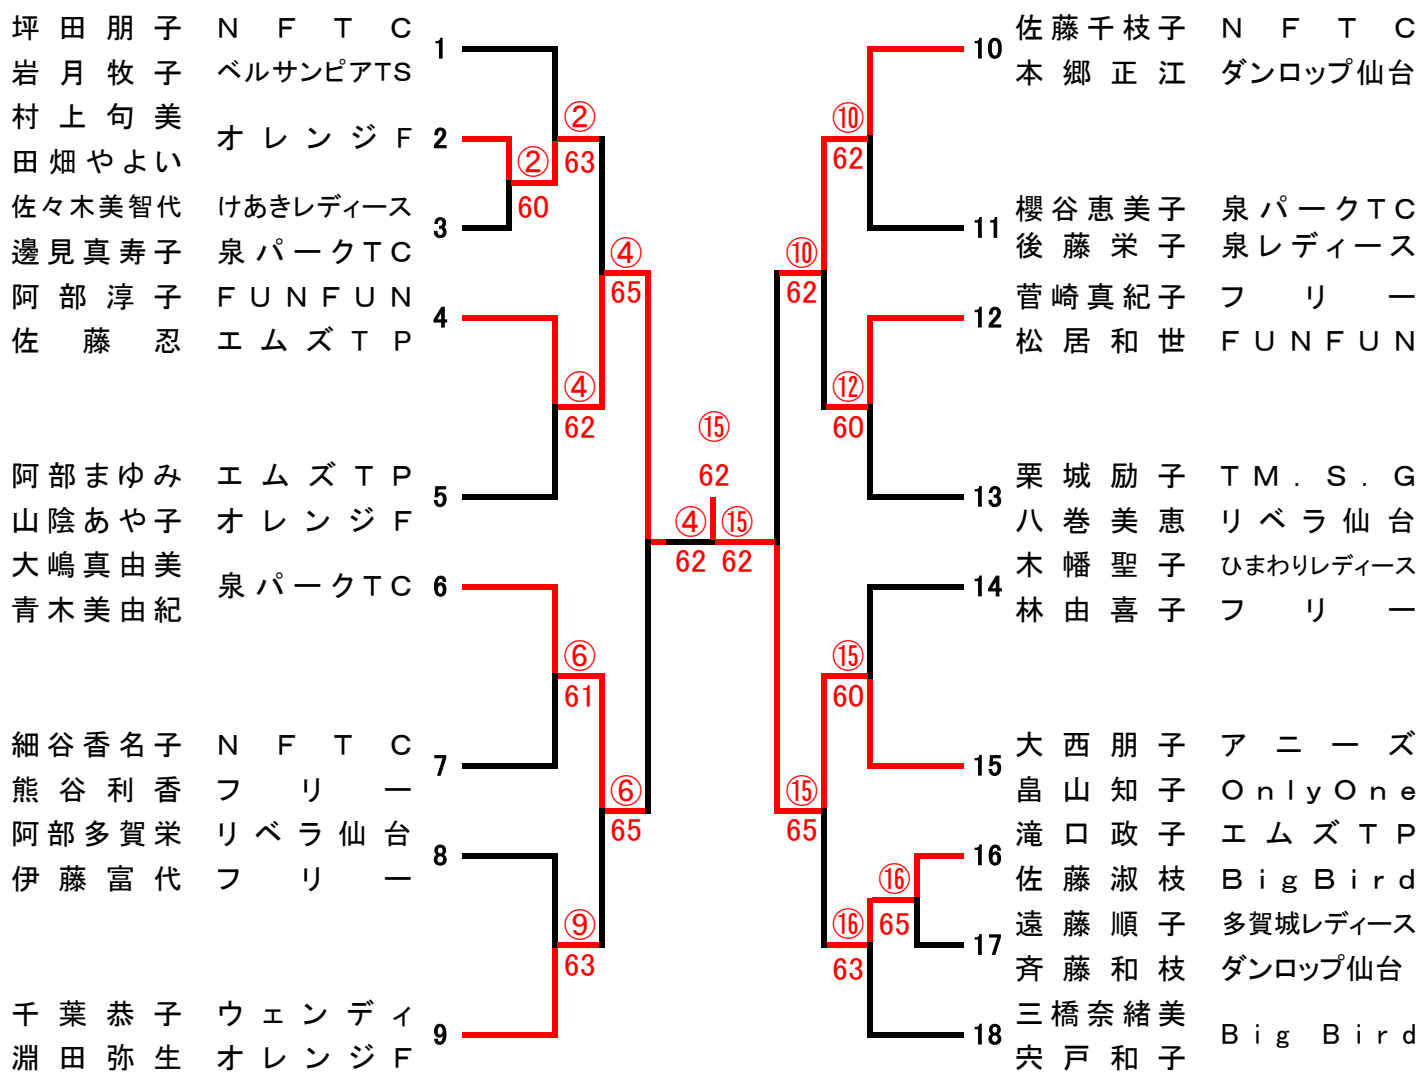 坪田朋子 NFTC
1
岩月牧子 ベルサンピアTS
村上句美
オレンジF 2
田畑やよい
佐々木美智代 けあきレディース
3
邊見真寿子 泉パークTC
阿部淳子 FUNFUN
4
佐藤忍 エムズTP
阿部まゆみ エムズTP
5
山陰あや子 オレンジF
大嶋真由美
泉パークTC 6
青木美由紀
細谷香名子 NFTC
7
熊谷利香 フリー
阿部多賀栄 リベラ仙台
8
伊藤富代 フリー
千葉恭子 ウェンディ
9
淵田弥生 オレンジF
②
60
②
63
④
62
④
65
⑥
61
⑨
63
⑥
65
④
62
⑮
62
⑮
62
⑩
62
⑩
62
⑫
60
⑮
60
⑮
65
⑯
65
⑯
63
佐藤千枝子 NFTC
10
本郷正江 ダンロップ仙台
櫻谷恵美子 泉パークTC
11
後藤栄子 泉レディース
菅崎真紀子 フリー
12
松居和世 FUNFUN
栗城励子 TM.S.G
13
八巻美恵 リベラ仙台
木幡聖子 ひまわりレディース
14
林由喜子 フリー
大西朋子 アニーズ
15
畠山知子 OnlyOne
滝口政子 エムズTP
16
佐藤淑枝 BigBird
遠藤順子 多賀城レディース
17
斉藤和枝 ダンロップ仙台
三橋奈緒美
18 Big Bird
宍戸和子